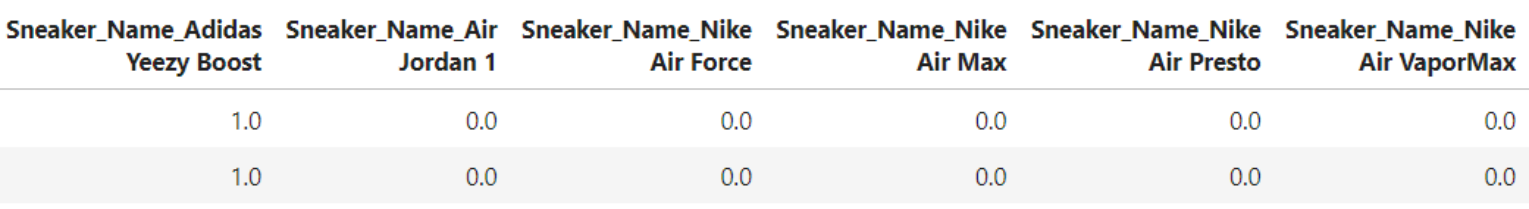 Sneaker_Name_Adidas Sneaker_Name_Air Sneaker_Name_Nike Sneaker_Name_Nike Sneaker_Name_Nike Sneaker_Name_Nike
Yeezy Boost Jordan 1 Air Force Air Max Air Presto Air VaporMax
1.0 0.0 0.0 0.0 0.0 0.0
1.0 0.0 0.0 0.0 0.0 0.0